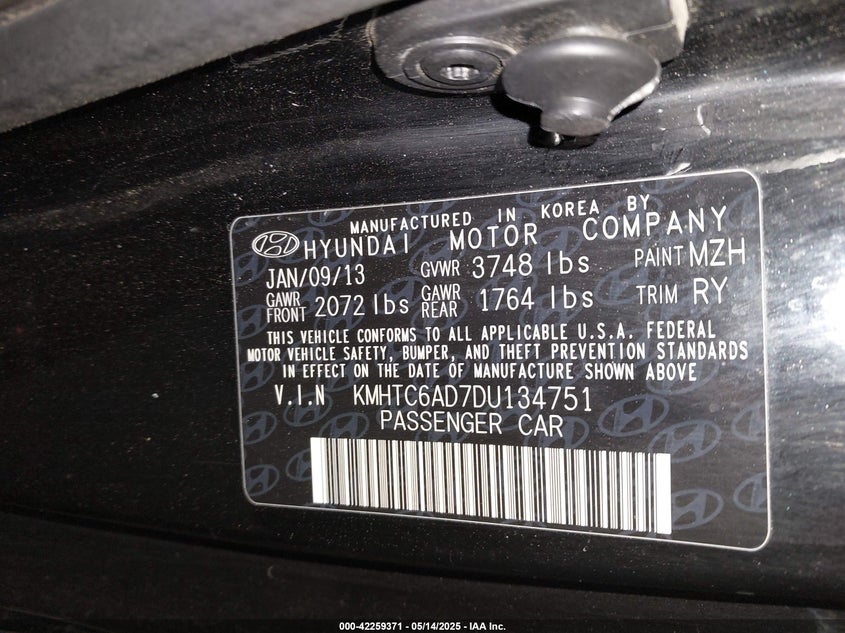 MANUFACTURED IN KOREA BY
HYUNDAI MOTOR COMPANY
JAN/09/13 GVWR 3748 lbs PAINT MZH
GAWR FRONT 2072 lbs GAWR REAR 1764 lbs TRIM RY
THIS VEHICLE CONFORMS TO ALL APPLICABLE U.S.A. FEDERAL
MOTOR VEHICLE SAFETY, BUMPER, AND THEFT PREVENTION STANDARDS
IN EFFECT ON THE DATE OF MANUFACTURE SHOWN ABOVE
V.I.N KMHTC6AD7DU134751
PASSENGER CAR
000-42259371 - 05/14/2025 - IAA Inc.